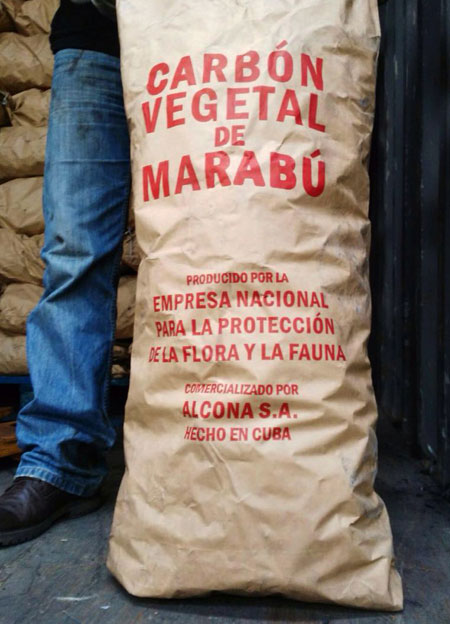 CARBÓN
VEGETAL
DE
MARABÚ
PRODUCIDO POR LA
EMPRESA NACIONAL
PARA LA PROTECCIÓN
DE LA FLORA Y LA FAUNA
COMERCIALIZADO POR
ALCONA S.A.
HECHO EN CUBA